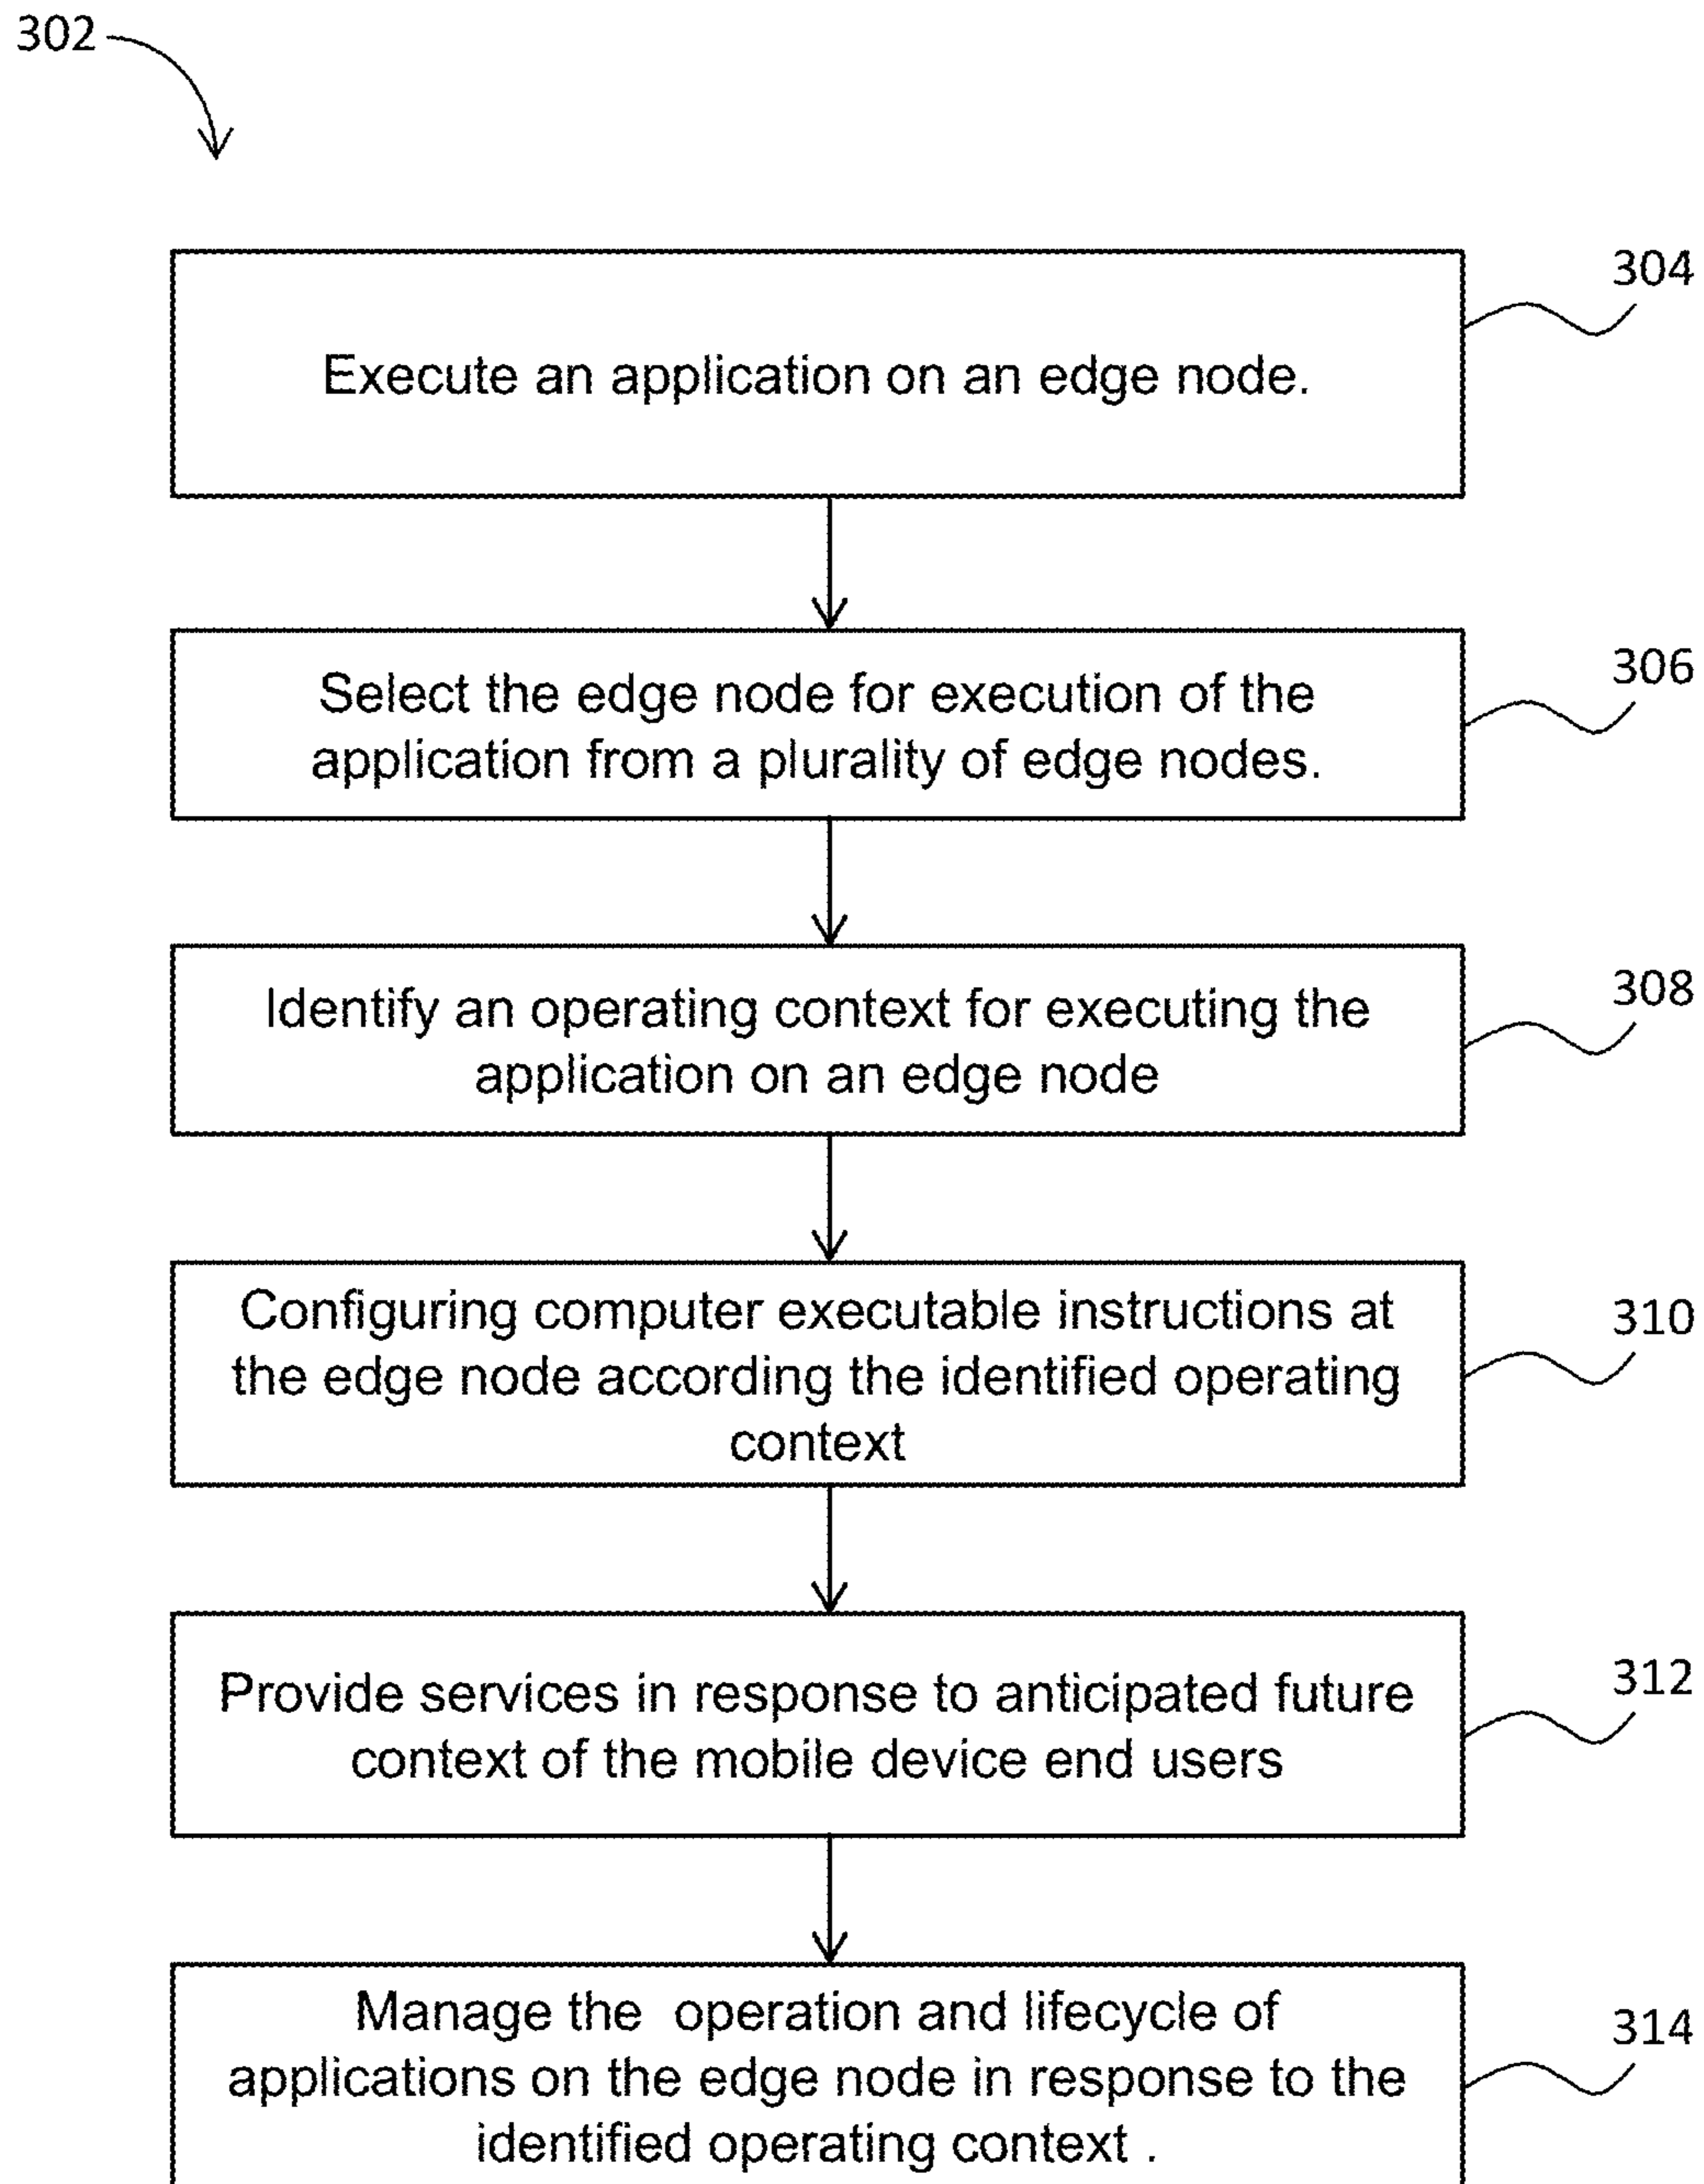 302
304
Execute an application on an edge node.
306
Select the edge node for execution of the
application from a plurality of edge nodes.
308
Identify an operating context for executing the
application on an edge node
310
Configuring computer executable instructions at
the edge node according the identified operating
context
312
Provide services in response to anticipated future
context of the mobile device end users
314
Manage the operation and lifecycle of
applications on the edge node in response to the
identified operating context .